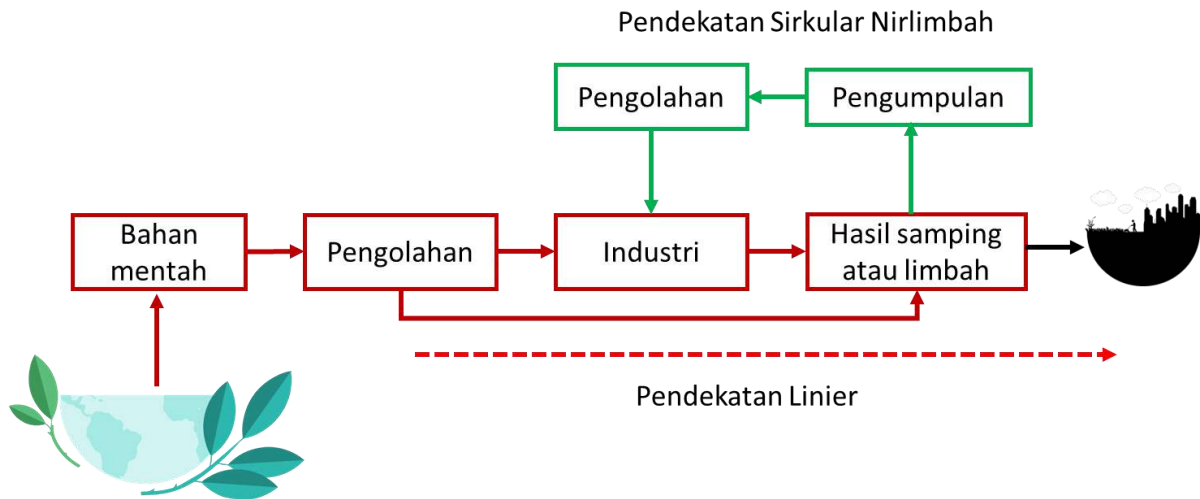 Pendekatan Sirkular Nirlimbah
Pengolahan
Pengumpulan
Bahan
mentah
Pengolahan
Industri
Hasil samping
atau limbah
Pendekatan Linier